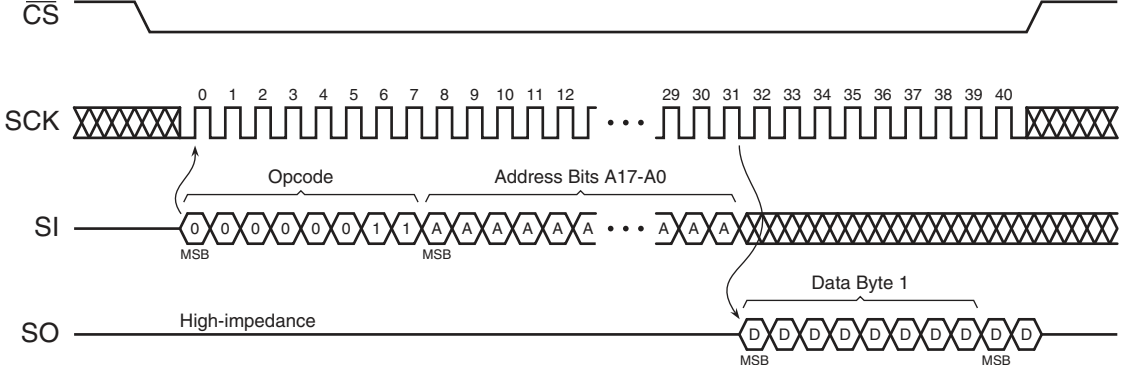 CS
0 1 2 3 4 5 6 7 8 9 10 11 12 29 30 31 32 33 34 35 36 37 38 39 40
SCK
• • •
Opcode Address Bits A17-A0
SI 0 0 0 0 0 0 1 1 A A A A A A • • • A A A
MSB MSB
Data Byte 1
High-impedance
SO D D D D D D D D D D
MSB MSB